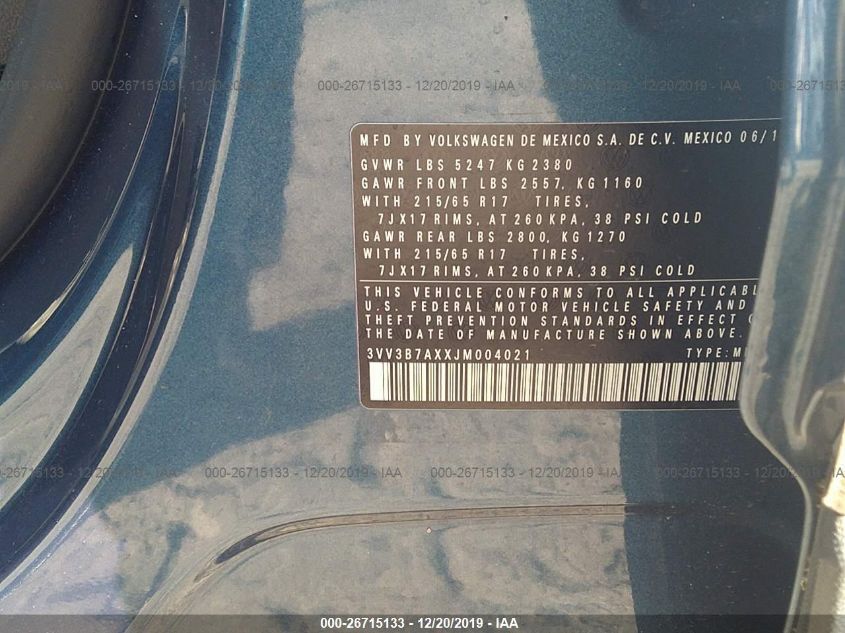 000-26715133 - 12/20/2019 - IAA
MFD BY VOLKSWAGEN DE MEXICO S.A. DE C.V. MEXICO 06/1
GVWR LBS 5247 KG 2380
GAWR FRONT LBS 2557, KG 1160
WITH 215/65 R17 TIRES,
7JX17 RIMS, AT 260 KPA, 38 PSI COLD
GAWR REAR LBS 2800, KG 1270
WITH 215/65 R17 TIRES,
7JX17 RIMS, AT 260 KPA, 38 PSI COLD
THIS VEHICLE CONFORMS TO ALL APPLICABL
U.S. FEDERAL MOTOR VEHICLE SAFETY AND
THEFT PREVENTION STANDARDS IN EFFECT
THE DATE OF MANUFACTURE SHOWN ABOVE.
3VV3B7AXXJM004021 TYPE:M
000-26715133 - 12/20/2019 - IAA
000-26715133 - 12/20/2019 - IAA